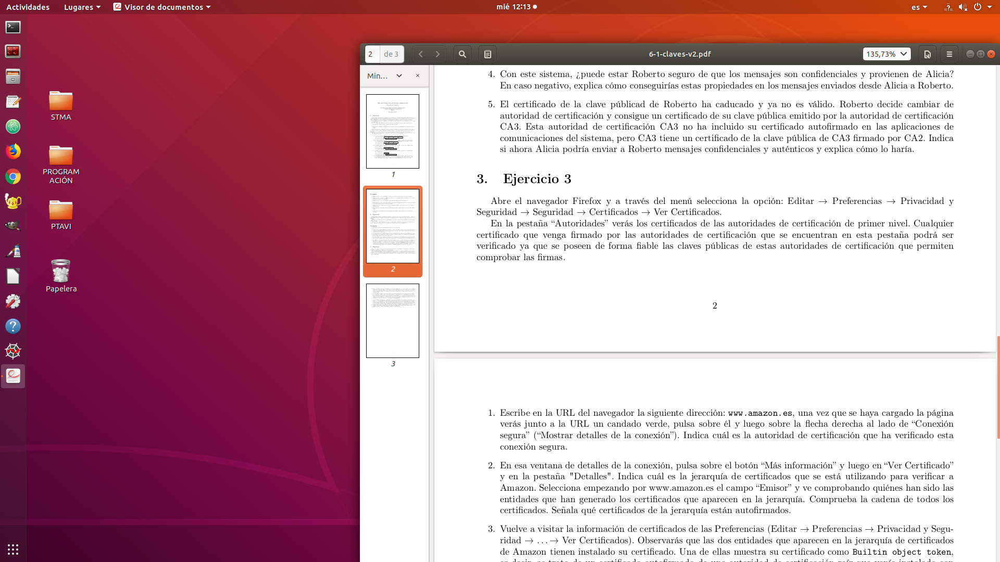 Actividades
Lugares
Visor de documentos
mié 12:13
es
STMA
PROGRAM
ACIÓN
PTAVI
Papelera
2 de 3
6-1-claves-v2.pdf
135,73%
Min...
1
2
3
4. Con este sistema, ¿puede estar Roberto seguro de que los mensajes son confidenciales y provienen de Alicia?
En caso negativo, explica cómo conseguirías estas propiedades en los mensajes enviados desde Alicia a Roberto.
5. El certificado de la clave públicad de Roberto ha caducado y ya no es válido. Roberto decide cambiar de
autoridad de certificación y consigue un certificado de su clave pública emitido por la autoridad de certificación
CA3. Esta autoridad de certificación CA3 no ha incluido su certificado autofirmado en las aplicaciones de
comunicaciones del sistema, pero CA3 tiene un certificado de la clave pública de CA3 firmado por CA2. Indica
si ahora Alicia podría enviar a Roberto mensajes confidenciales y auténticos y explica cómo lo haría.
3. Ejercicio 3
Abre el navegador Firefox y a través del menú selecciona la opción: Editar → Preferencias → Privacidad y
Seguridad → Seguridad → Certificados → Ver Certificados.
En la pestaña “Autoridades” verás los certificados de las autoridades de certificación de primer nivel. Cualquier
certificado que venga firmado por las autoridades de certificación que se encuentran en esta pestaña podrá ser
verificado ya que se poseen de forma fiable las claves públicas de estas autoridades de certificación que permiten
comprobar las firmas.
2
1. Escribe en la URL del navegador la siguiente dirección: www.amazon.es, una vez que se haya cargado la página
verás junto a la URL un candado verde, pulsa sobre él y luego sobre la flecha derecha al lado de “Conexión
segura” (“Mostrar detalles de la conexión”). Indica cuál es la autoridad de certificación que ha verificado esta
conexión segura.
2. En esa ventana de detalles de la conexión, pulsa sobre el botón “Más información” y luego en “Ver Certificado”
y en la pestaña "Detalles". Indica cuál es la jerarquía de certificados que se está utilizando para verificar a
Amazon. Selecciona empezando por www.amazon.es el campo “Emisor” y ve comprobando quiénes han sido las
entidades que han generado los certificados que aparecen en la jerarquía. Comprueba la cadena de todos los
certificados. Señala qué certificados de la jerarquía están autofirmados.
3. Vuelve a visitar la información de certificados de las Preferencias (Editar → Preferencias → Privacidad y Segu-
ridad → ...→ Ver Certificados). Observarás que las dos entidades que aparecen en la jerarquía de certificados
de Amazon tienen instalado su certificado. Una de ellas muestra su certificado como Builtin object token,